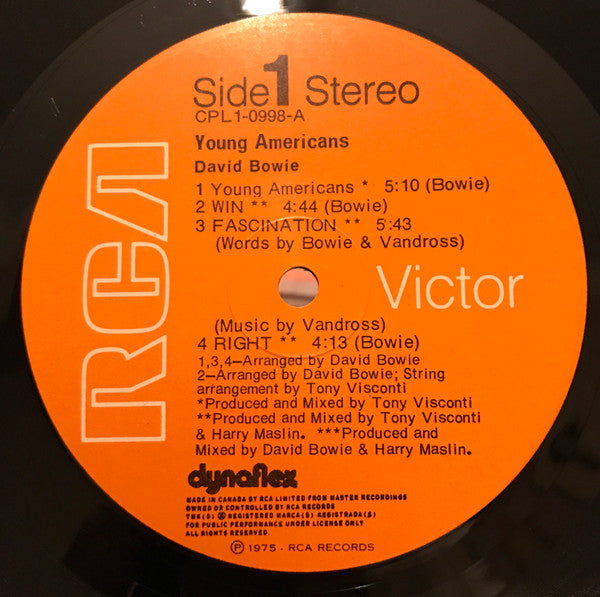 Side 1 Stereo
CPL1-0998-A
Young Americans
David Bowie
1 Young Americans * 5:10 (Bowie)
2 WIN ** 4:44 (Bowie)
3 FASCINATION ** 5:43
(Words by Bowie & Vandross)
RCA Victor
(Music by Vandross)
4 RIGHT ** 4:13 (Bowie)
1,3,4—Arranged by David Bowie
2—Arranged by David Bowie; String
arrangement by Tony Visconti
*Produced and Mixed by Tony Visconti
**Produced and Mixed by Tony Visconti
& Harry Maslin. ***Produced and
Mixed by David Bowie & Harry Maslin.
dynaflex
MADE IN CANADA BY RCA LIMITED FROM MASTER RECORDINGS
OWNED OR CONTROLLED BY RCA RECORDS
TMK(S) ® REGISTERED MARCA(S) REGISTRADA(S)
FOR PUBLIC PERFORMANCE UNDER LICENSE ONLY
ALL RIGHTS RESERVED.
℗ 1975 - RCA RECORDS